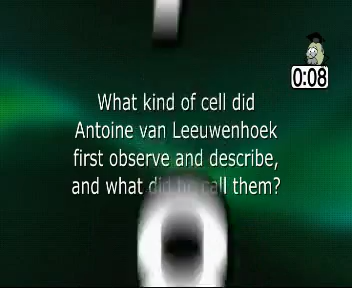 0:08
What kind of cell did
Antoine van Leeuwenhoek
first observe and describe,
and what did he call them?